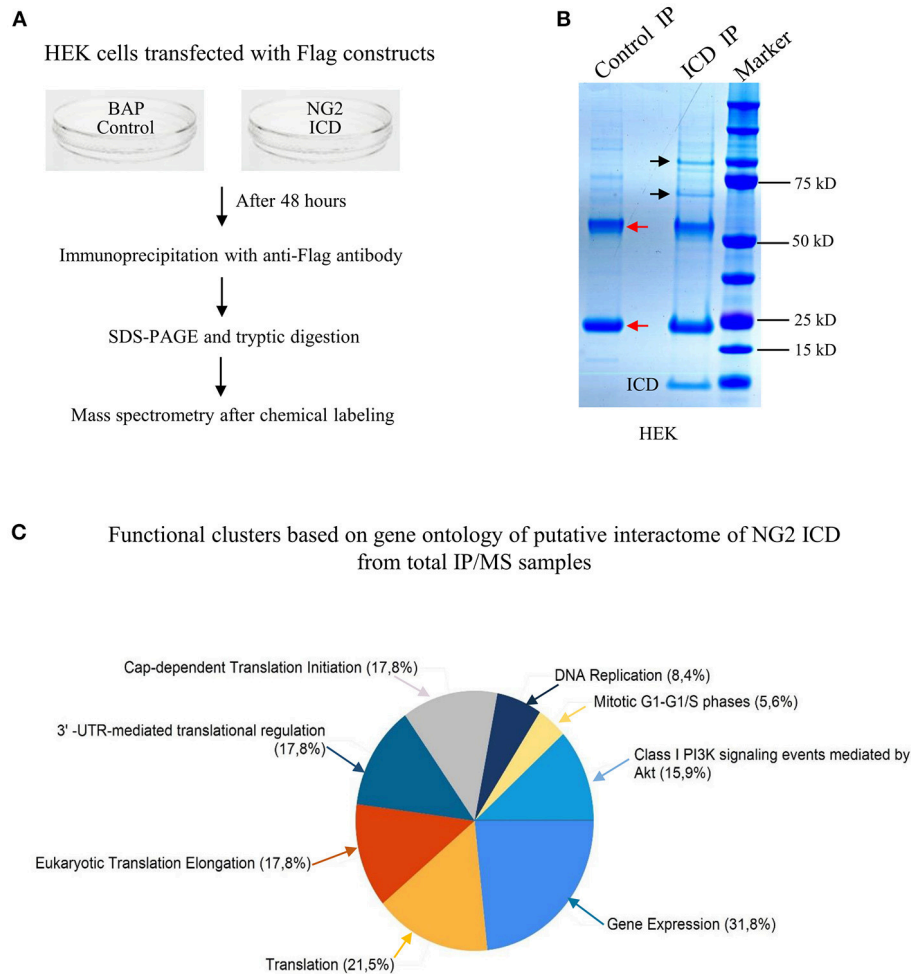 A
HEK cells transfected with Flag constructs
BAP
Control
NG2
ICD
After 48 hours
Immunoprecipitation with anti-Flag antibody
SDS-PAGE and tryptic digestion
Mass spectrometry after chemical labeling
B
Control IP
ICD IP
Marker
75 kD
50 kD
25 kD
15 kD
ICD
HEK
C
Functional clusters based on gene ontology of putative interactome of NG2 ICD
from total IP/MS samples
Cap-dependent Translation Initiation (17,8%)
DNA Replication (8,4%)
Mitotic G1-G1/S phases (5,6%)
3' -UTR-mediated translational regulation
(17,8%)
Class I PI3K signaling events mediated by
Akt (15,9%)
Eukaryotic Translation Elongation (17,8%)
Gene Expression (31,8%)
Translation (21,5%)